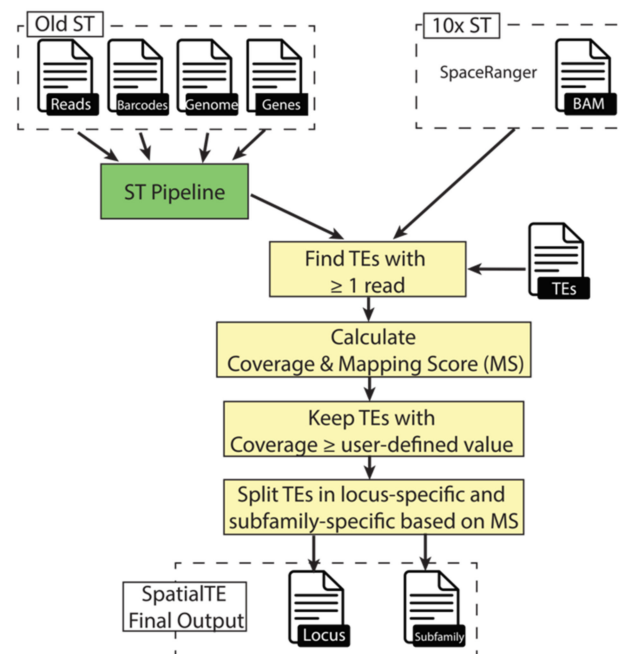 Old ST
10x ST
SpaceRanger
Reads
Barcodes
Genome
Genes
BAM
ST Pipeline
Find TEs with
≥ 1 read
TEs
Calculate
Coverage & Mapping Score (MS)
Keep TEs with
Coverage ≥ user-defined value
Split TEs in locus-specific and
subfamily-specific based on MS
SpatialTE
Final Output
Locus
Subfamily